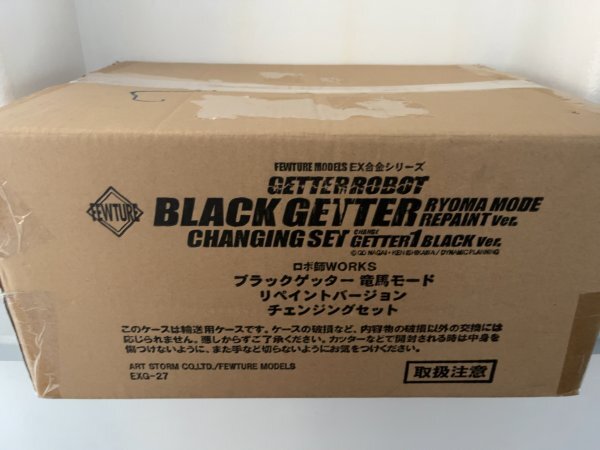 FEWTURE MODELS EX合金シリーズ
GETTER ROBOT
FEWTURE
BLACK GETTER RYOMA MODE REPAINT Ver.
CHANGING SET CHANGE GETTER1 BLACK Ver.
© GO NAGAI・KEN ISHIKAWA / DYNAMIC PLANNING
ロボ師WORKS
ブラックゲッター 竜馬モード
リペイントバージョン
チェンジングセット
このケースは輸送用ケースです。ケースの破損など、内容物の破損以外の交換には
応じられません。悪しからずご了承ください。カッターなどで開封される時は中身を
傷つけないように、また手など切らないようにお気をつけください。
ART STORM CO.,LTD./FEWTURE MODELS
EXG-27
取扱注意